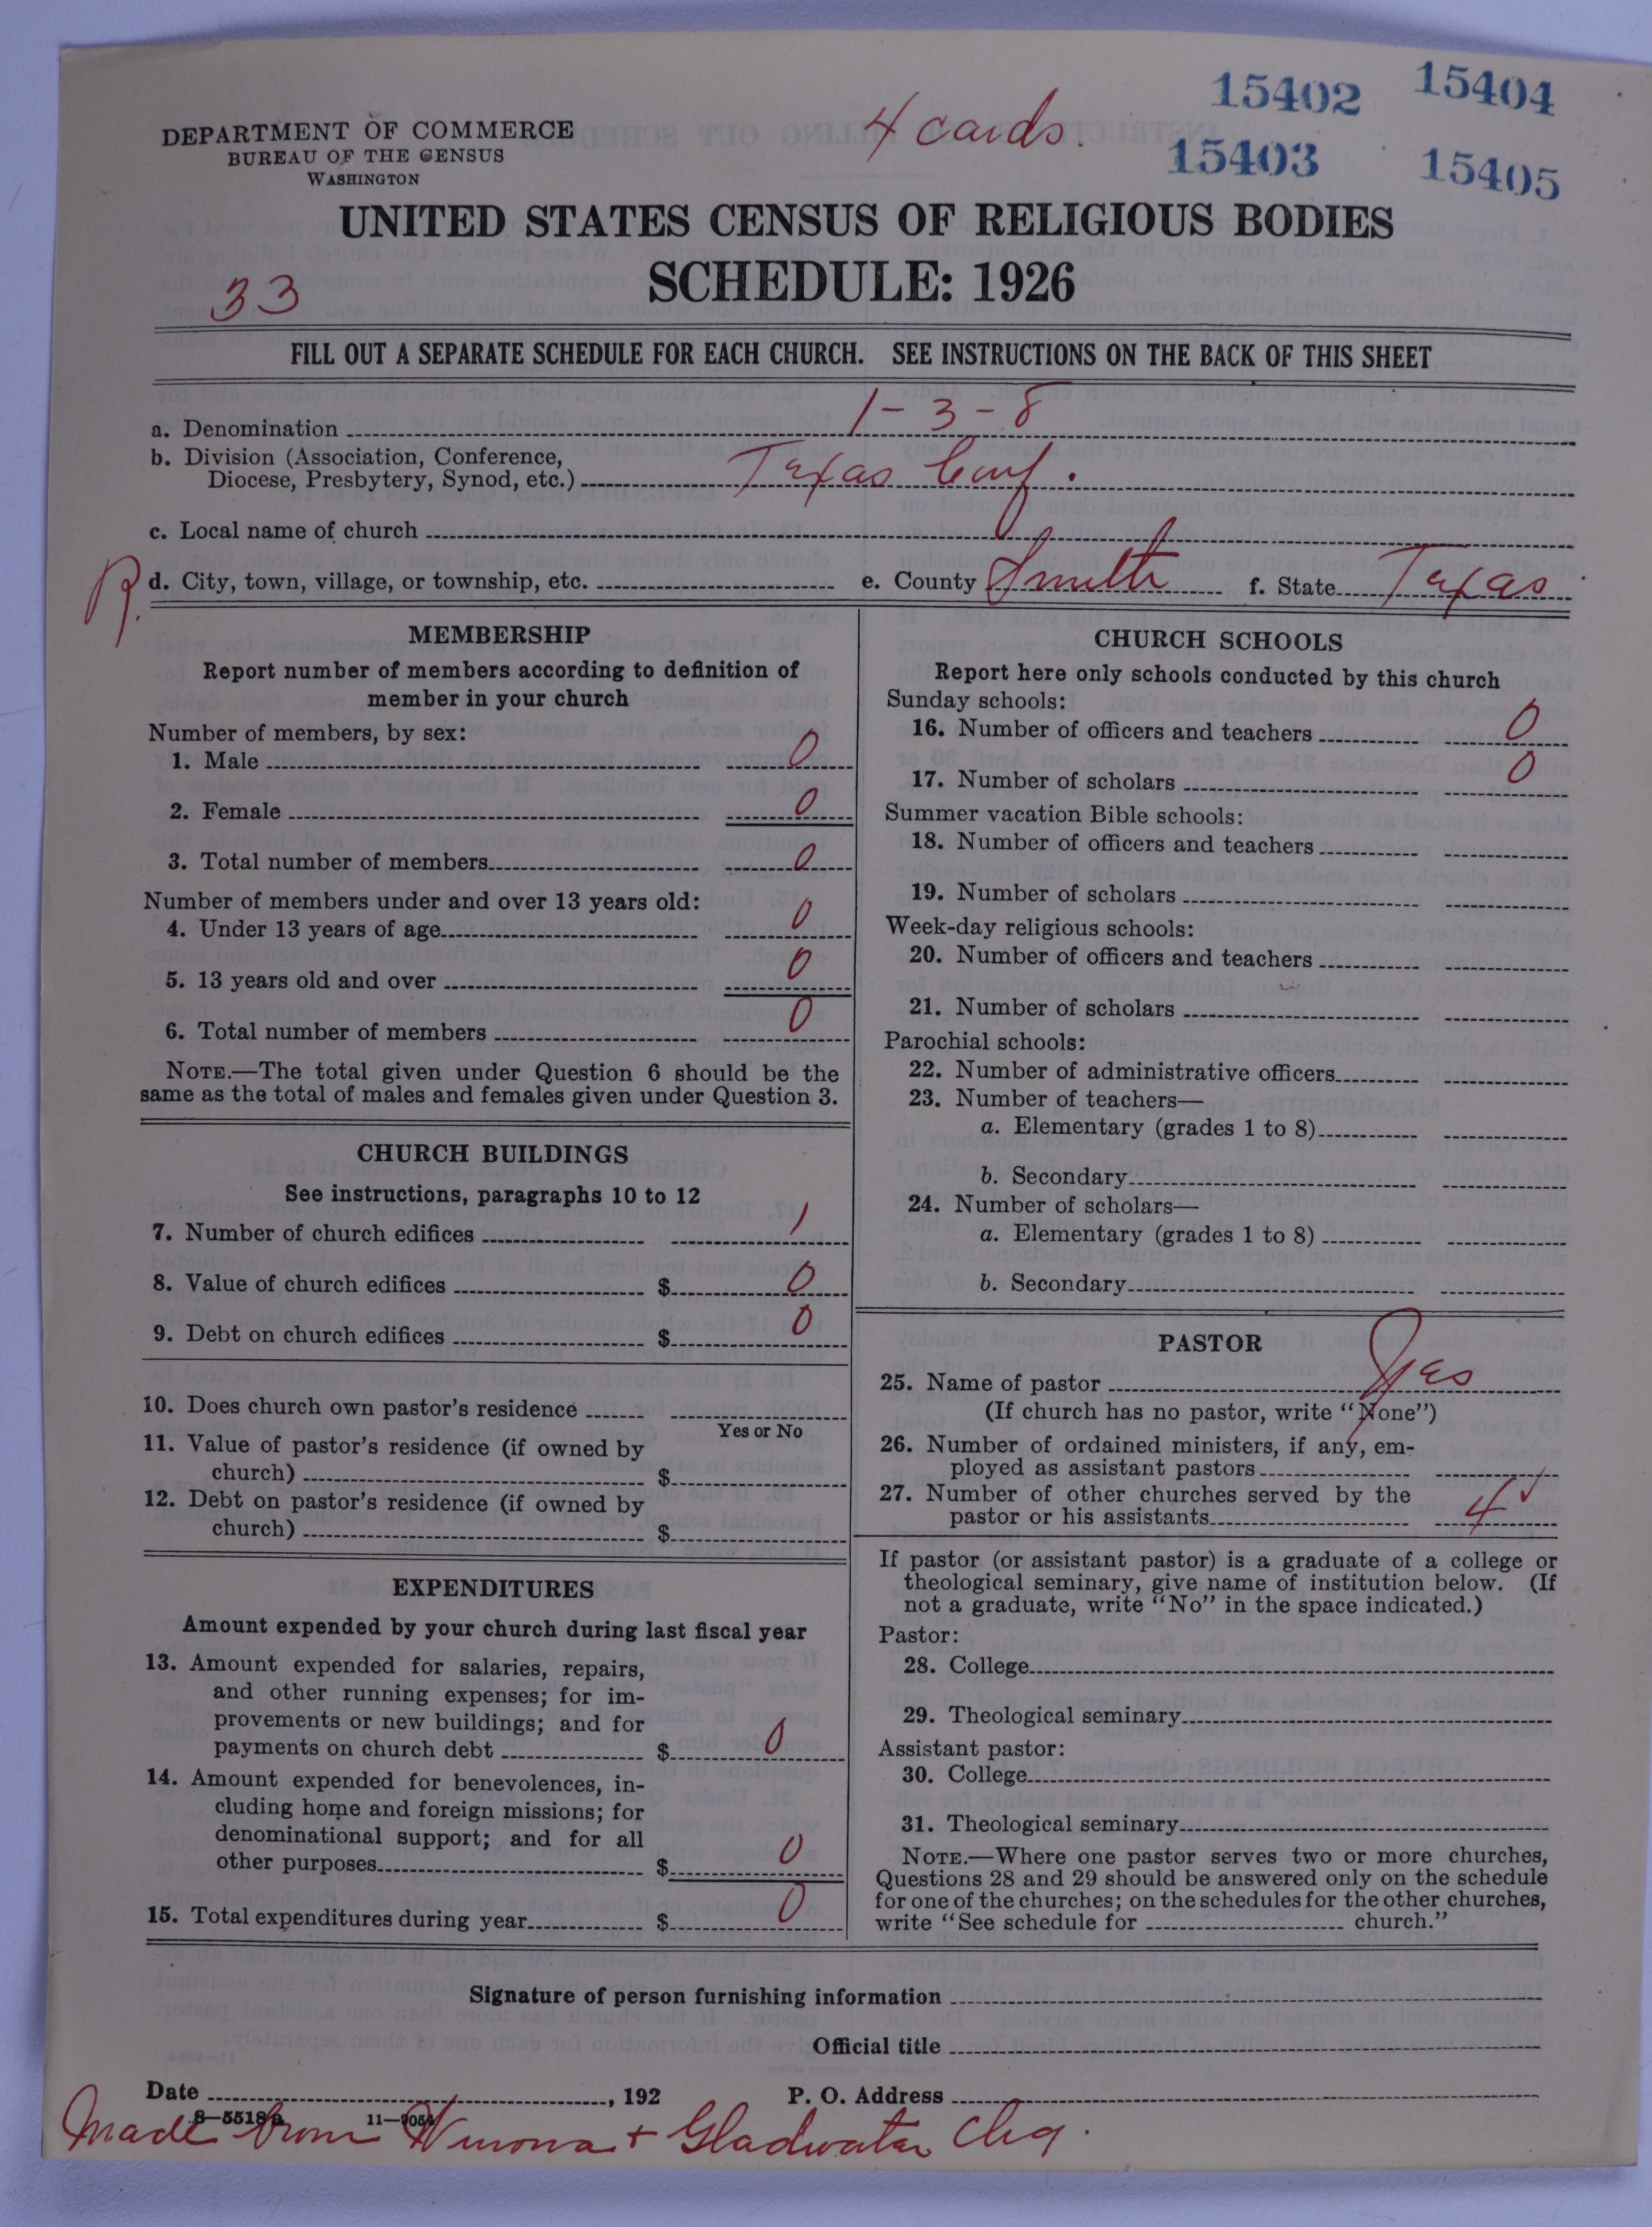 4 cards.
15402 15404
15403 15405
DEPARTMENT OF COMMERCE
BUREAU OF THE CENSUS
WASHINGTON
UNITED STATES CENSUS OF RELIGIOUS BODIES
SCHEDULE: 1926
33
FILL OUT A SEPARATE SCHEDULE FOR EACH CHURCH. SEE INSTRUCTIONS ON THE BACK OF THIS SHEET
a. Denomination 1-3-8
b. Division (Association, Conference,
Diocese, Presbytery, Synod, etc.) Texas Conf.
c. Local name of church
R. d. City, town, village, or township, etc. e. County Smith f. State Texas
MEMBERSHIP
Report number of members according to definition of
member in your church
Number of members, by sex:
1. Male 0
2. Female 0
3. Total number of members 0
Number of members under and over 13 years old:
4. Under 13 years of age 0
5. 13 years old and over 0
6. Total number of members 0
NOTE.—The total given under Question 6 should be the
same as the total of males and females given under Question 3.
CHURCH BUILDINGS
See instructions, paragraphs 10 to 12
7. Number of church edifices 1
8. Value of church edifices $ 0
9. Debt on church edifices $ 0
10. Does church own pastor's residence
Yes or No
11. Value of pastor's residence (if owned by
church) $
12. Debt on pastor's residence (if owned by
church) $
EXPENDITURES
Amount expended by your church during last fiscal year
13. Amount expended for salaries, repairs,
and other running expenses; for im-
provements or new buildings; and for
payments on church debt $ 0
14. Amount expended for benevolences, in-
cluding home and foreign missions; for
denominational support; and for all
other purposes $ 0
15. Total expenditures during year $ 0
CHURCH SCHOOLS
Report here only schools conducted by this church
Sunday schools:
16. Number of officers and teachers 0
17. Number of scholars 0
Summer vacation Bible schools:
18. Number of officers and teachers
19. Number of scholars
Week-day religious schools:
20. Number of officers and teachers
21. Number of scholars
Parochial schools:
22. Number of administrative officers
23. Number of teachers—
a. Elementary (grades 1 to 8)
b. Secondary
24. Number of scholars—
a. Elementary (grades 1 to 8)
b. Secondary
PASTOR
25. Name of pastor Yes
(If church has no pastor, write "None")
26. Number of ordained ministers, if any, em-
ployed as assistant pastors
27. Number of other churches served by the
pastor or his assistants 4 ✓
If pastor (or assistant pastor) is a graduate of a college or
theological seminary, give name of institution below. (If
not a graduate, write "No" in the space indicated.)
Pastor:
28. College
29. Theological seminary
Assistant pastor:
30. College
31. Theological seminary
NOTE.—Where one pastor serves two or more churches,
Questions 28 and 29 should be answered only on the schedule
for one of the churches; on the schedules for the other churches,
write "See schedule for church."
Signature of person furnishing information
Official title
Date , 192 P. O. Address
8—5518a 11—9054
Made from Winona + Gladwater Chg.